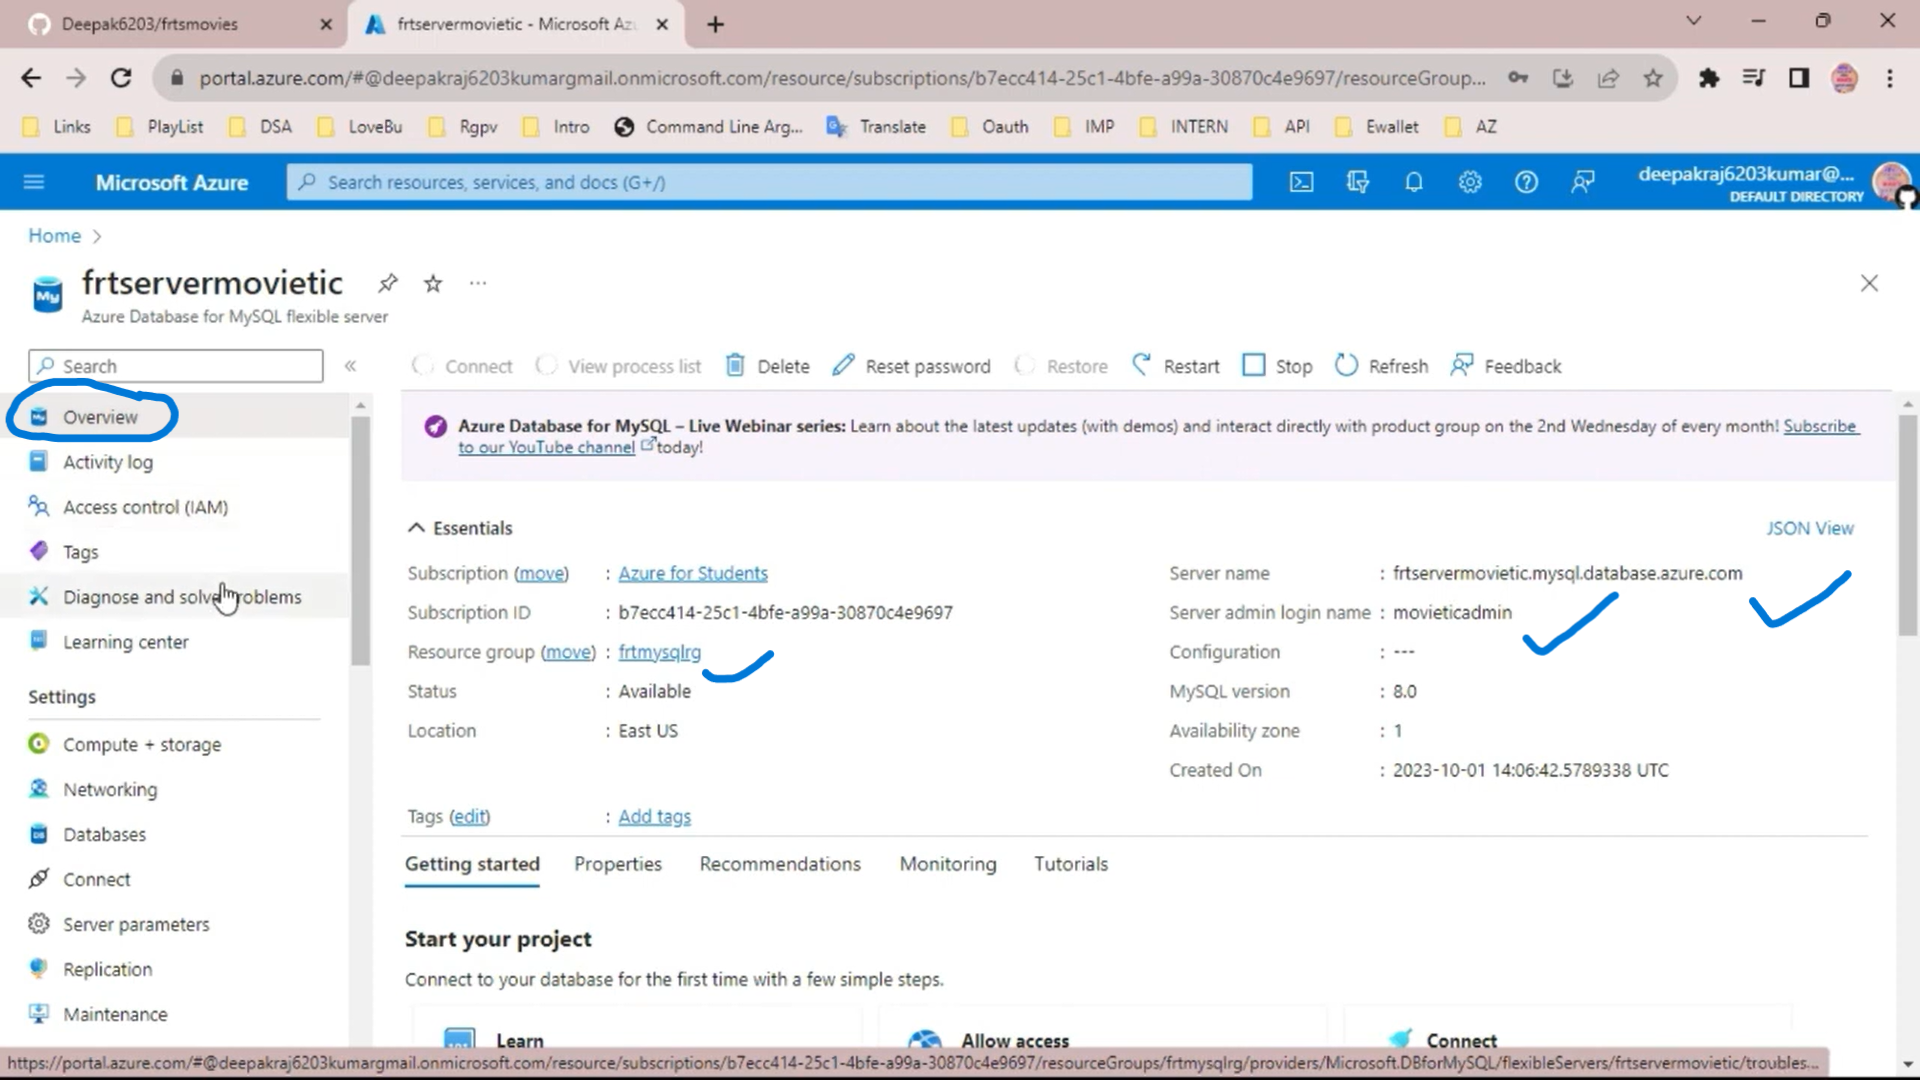 Deepak6203/frtsmovies
frtservermovietic - Microsoft Azu
portal.azure.com/#@deepakraj6203kumargmail.onmicrosoft.com/resource/subscriptions/b7ecc414-25c1-4bfe-a99a-30870c4e9697/resourceGroup...
Links PlayList DSA LoveBu Rgpv Intro Command Line Arg... Translate Oauth IMP INTERN API Ewallet AZ
Microsoft Azure
Search resources, services, and docs (G+/)
deepakraj6203kumar@...
DEFAULT DIRECTORY
Home
frtservermovietic
My
Azure Database for MySQL flexible server
Search
Connect View process list Delete Reset password Restore Restart Stop Refresh Feedback
Overview
Activity log
Access control (IAM)
Tags
Diagnose and solve problems
Learning center
Settings
Compute + storage
Networking
Databases
Connect
Server parameters
Replication
Maintenance
Azure Database for MySQL – Live Webinar series: Learn about the latest updates (with demos) and interact directly with product group on the 2nd Wednesday of every month! Subscribe
to our YouTube channel today!
Essentials
JSON View
Subscription (move) : Azure for Students
Subscription ID : b7ecc414-25c1-4bfe-a99a-30870c4e9697
Resource group (move) : frtmysqlrg
Status : Available
Location : East US
Server name : frtservermovietic.mysql.database.azure.com
Server admin login name : movieticadmin
Configuration : ---
MySQL version : 8.0
Availability zone : 1
Created On : 2023-10-01 14:06:42.5789338 UTC
Tags (edit) : Add tags
Getting started Properties Recommendations Monitoring Tutorials
Start your project
Connect to your database for the first time with a few simple steps.
Learn
Allow access
Connect
https://portal.azure.com/#@deepakraj6203kumargmail.onmicrosoft.com/resource/subscriptions/b7ecc414-25c1-4bfe-a99a-30870c4e9697/resourceGroups/frtmysqlrg/providers/Microsoft.DBforMySQL/flexibleServers/frtservermovietic/troubles...